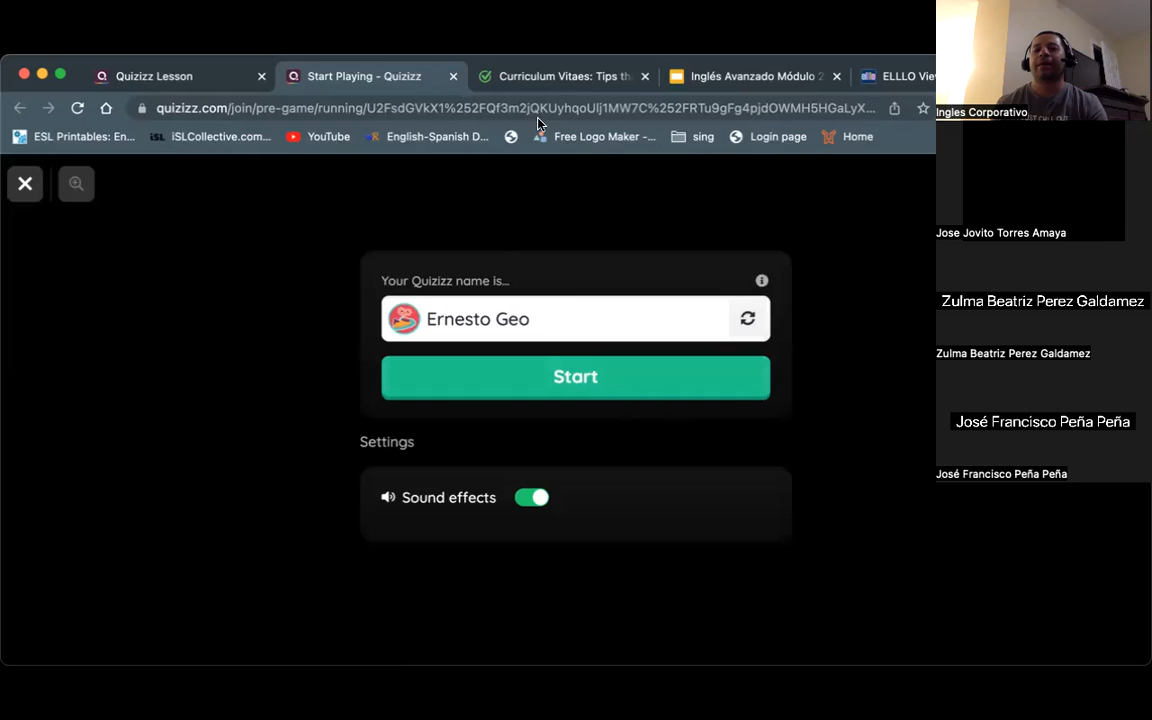 Quizizz Lesson
Start Playing - Quizizz
Curriculum Vitaes: Tips th
Inglés Avanzado Módulo 2
ELLLO Vie
quizizz.com/join/pre-game/running/U2FsdGVkX1%252FQf3m2jQKUyhqoUlj1MW7C%252FRTu9gFg4pjdOWMH5HGaLyX...
ESL Printables: En...
iSL
iSLCollective.com...
YouTube
English-Spanish D...
Free Logo Maker -...
sing
Login page
Home
Your Quizizz name is...
Ernesto Geo
Start
Settings
Sound effects
Ingles Corporativo
Jose Jovito Torres Amaya
Zulma Beatriz Perez Galdamez
Zulma Beatriz Perez Galdamez
José Francisco Peña Peña
José Francisco Peña Peña